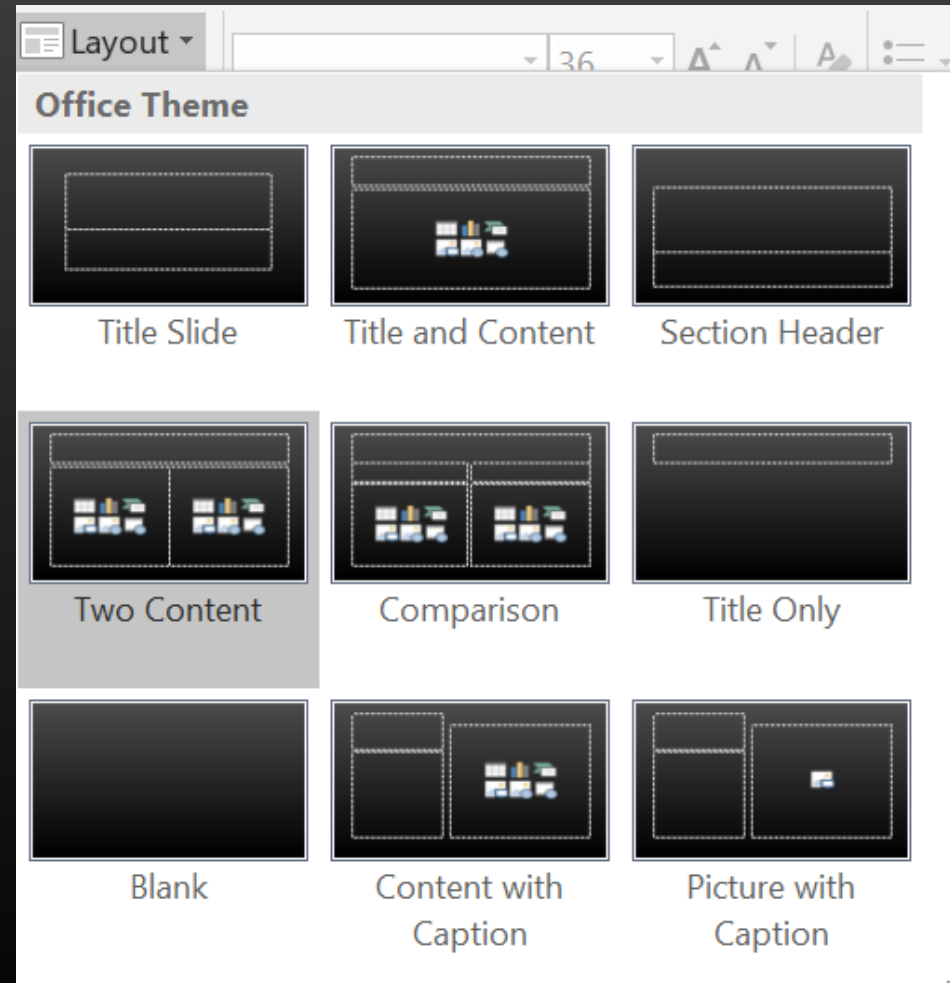 Layout
36 A A A
Office Theme
Title Slide
Title and Content
Section Header
Two Content
Comparison
Title Only
Blank
Content with
Caption
Picture with
Caption